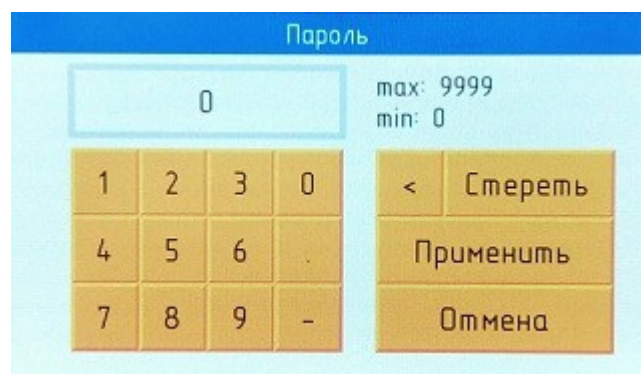 Пароль
0
max: 9999
min: 0
1 2 3 0 < Стереть
4 5 6 . Применить
7 8 9 - Отмена